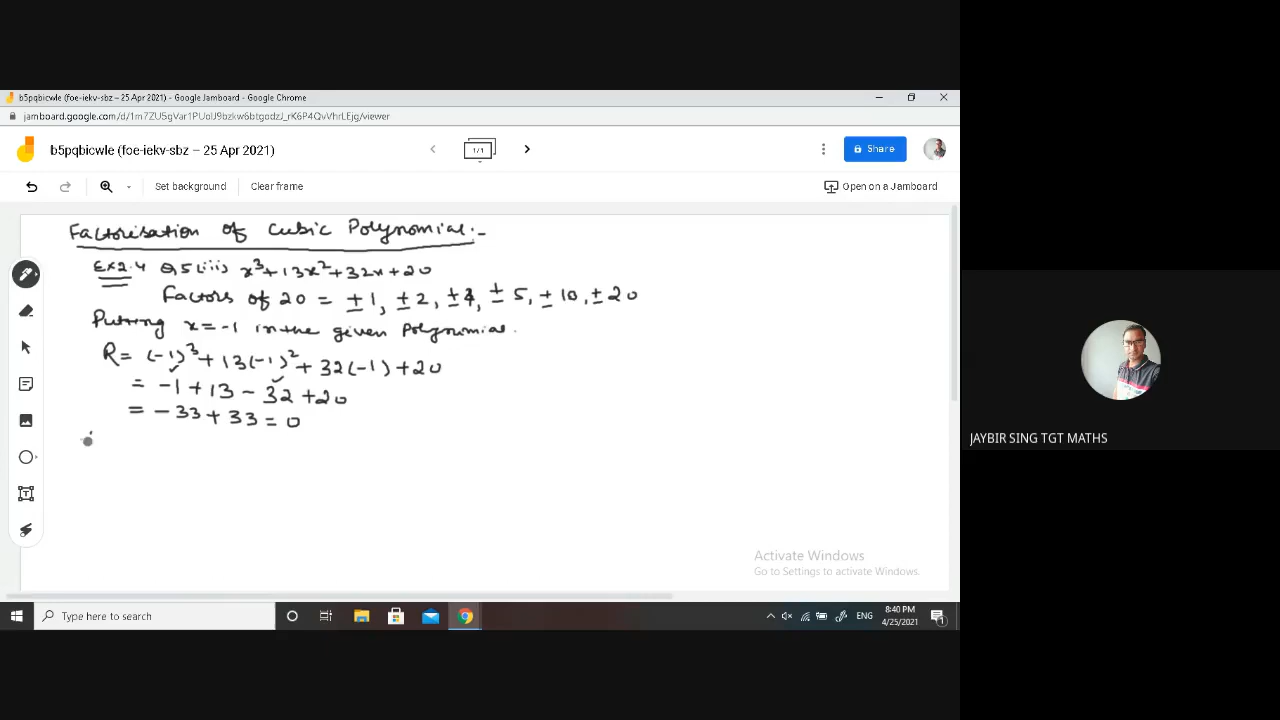 b5pqbicwle (foe-iekv-sbz – 25 Apr 2021) - Google Jamboard - Google Chrome
jamboard.google.com/d/1m7ZU5gVar1PUolJ9bzkw6btgodzJ_rK6P4QvVhrLEjg/viewer
b5pqbicwle (foe-iekv-sbz – 25 Apr 2021)
1/1
Share
Set background Clear frame
Open on a Jamboard
Factorisation of Cubic Polynomial:-
Ex 2.4 Q5(iii) x³+13x²+32x+20
Factors of 20 = ±1, ±2, ±4, ±5, ±10, ±20
Putting x=-1 in the given Polynomial.
R= (-1)³+13(-1)²+32(-1)+20
= -1+13-32+20
= -33+33=0
JAYBIR SING TGT MATHS
Activate Windows
Go to Settings to activate Windows.
Type here to search
ENG
8:40 PM
4/25/2021
1